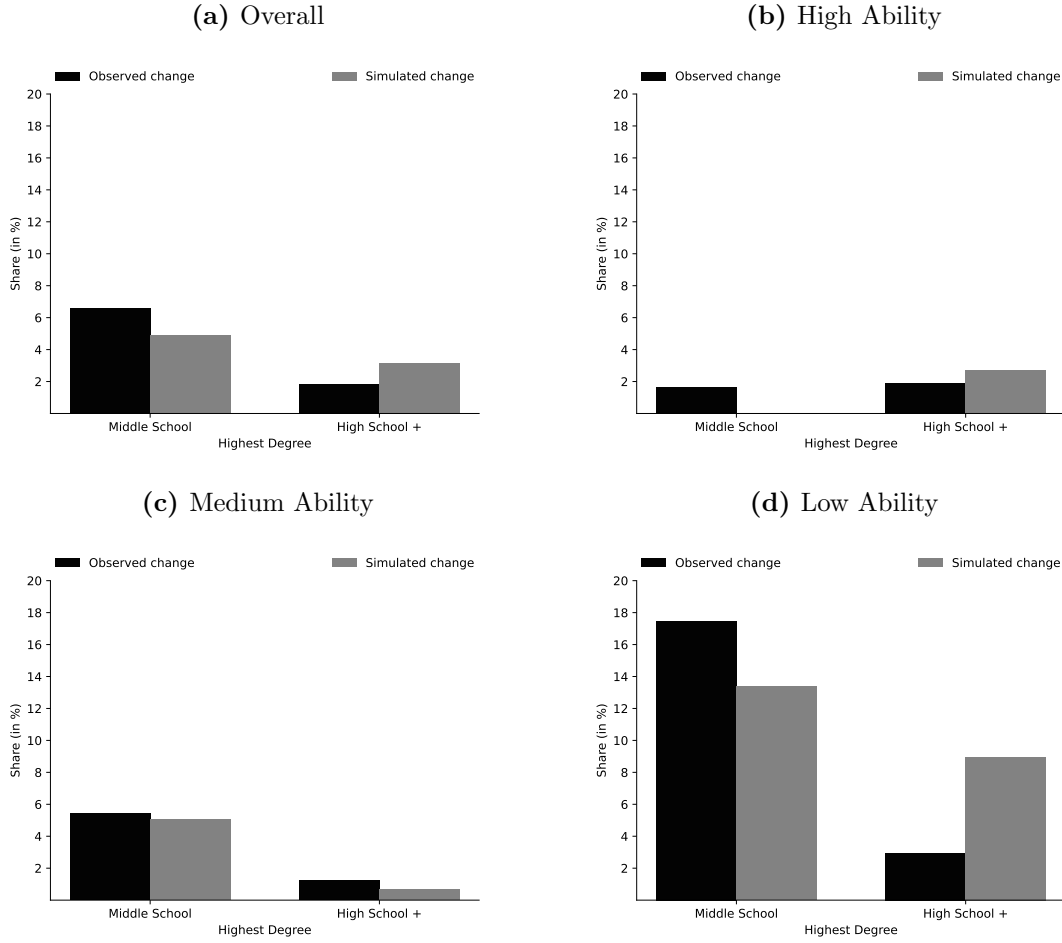 (a) Overall
Observed change Simulated change
20
18
16
14
12
10
8
6
4
2
Share (in %)
Middle School High School +
Highest Degree
(b) High Ability
Observed change Simulated change
20
18
16
14
12
10
8
6
4
2
Share (in %)
Middle School High School +
Highest Degree
(c) Medium Ability
Observed change Simulated change
20
18
16
14
12
10
8
6
4
2
Share (in %)
Middle School High School +
Highest Degree
(d) Low Ability
Observed change Simulated change
20
18
16
14
12
10
8
6
4
2
Share (in %)
Middle School High School +
Highest Degree